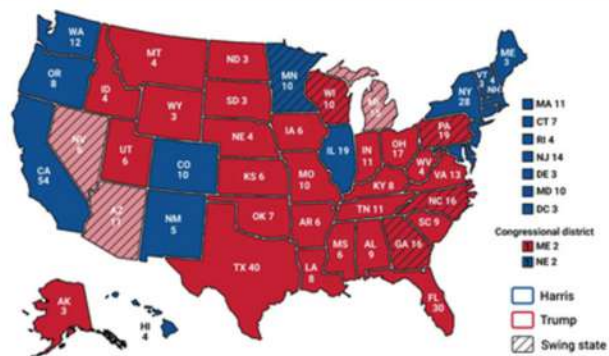 WA
12
OR
8
CA
54
ID
4
MT
4
WY
3
UT
6
CO
10
AZ
11
NM
5
ND 3
SD 3
NE 4
KS 6
OK 7
TX 40
MN
10
IA 6
MO
10
AR 6
LA
8
WI
10
IL 19
IN
11
OH
17
KY 8
TN 11
MS
6
AL
9
GA 16
FL
30
SC 9
NC 16
VA 13
WV
4
PA
19
NY
28
VT
3
4
NH
ME
3
AK
3
HI
4
MA 11
CT 7
RI 4
NJ 14
DE 3
MD 10
DC 3
Congressional district
ME 2
NE 2
Harris
Trump
Swing state